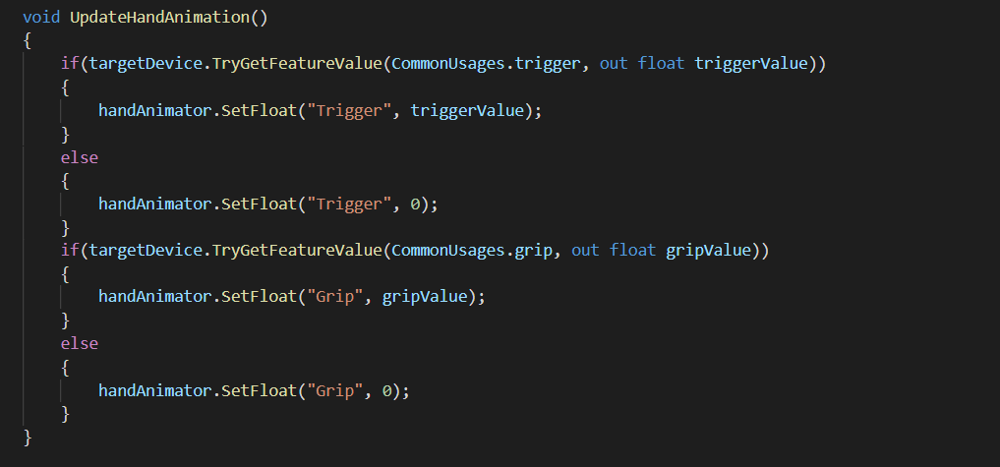 void UpdateHandAnimation()
{
    if(targetDevice.TryGetFeatureValue(CommonUsages.trigger, out float triggerValue))
    {
        handAnimator.SetFloat("Trigger", triggerValue);
    }
    else
    {
        handAnimator.SetFloat("Trigger", 0);
    }
    if(targetDevice.TryGetFeatureValue(CommonUsages.grip, out float gripValue))
    {
        handAnimator.SetFloat("Grip", gripValue);
    }
    else
    {
        handAnimator.SetFloat("Grip", 0);
    }
}